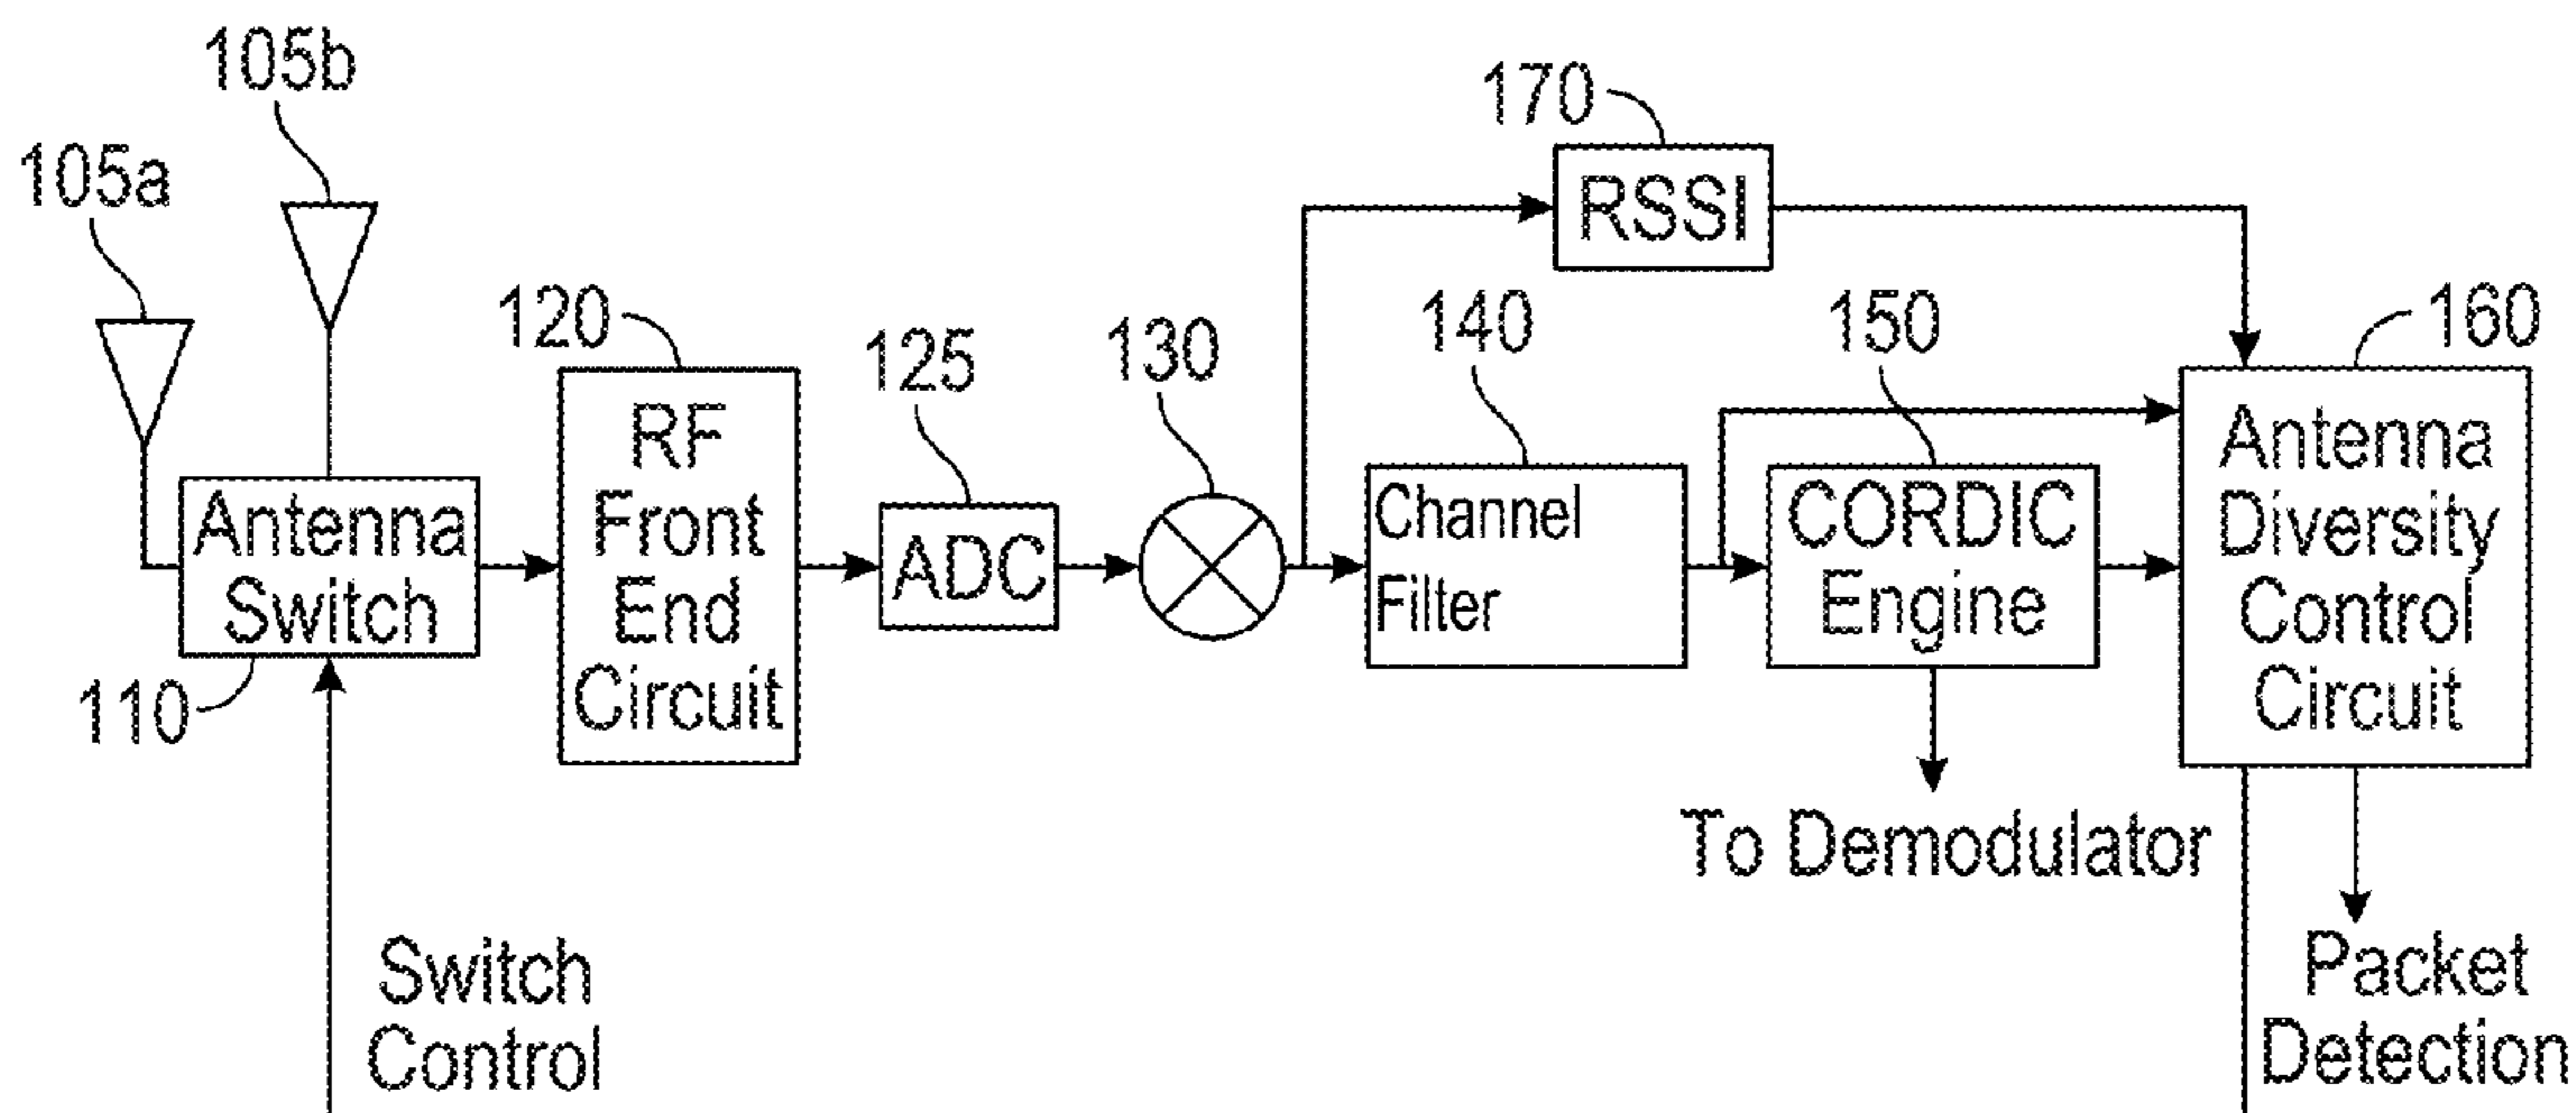 105b
105a
170
RSSI
120
125
130
140
150
160
RF
Front
End
Circuit
Antenna
Switch
110
ADC
Channel
Filter
CORDIC
Engine
Antenna
Diversity
Control
Circuit
To Demodulator
Switch
Control
Packet
Detection